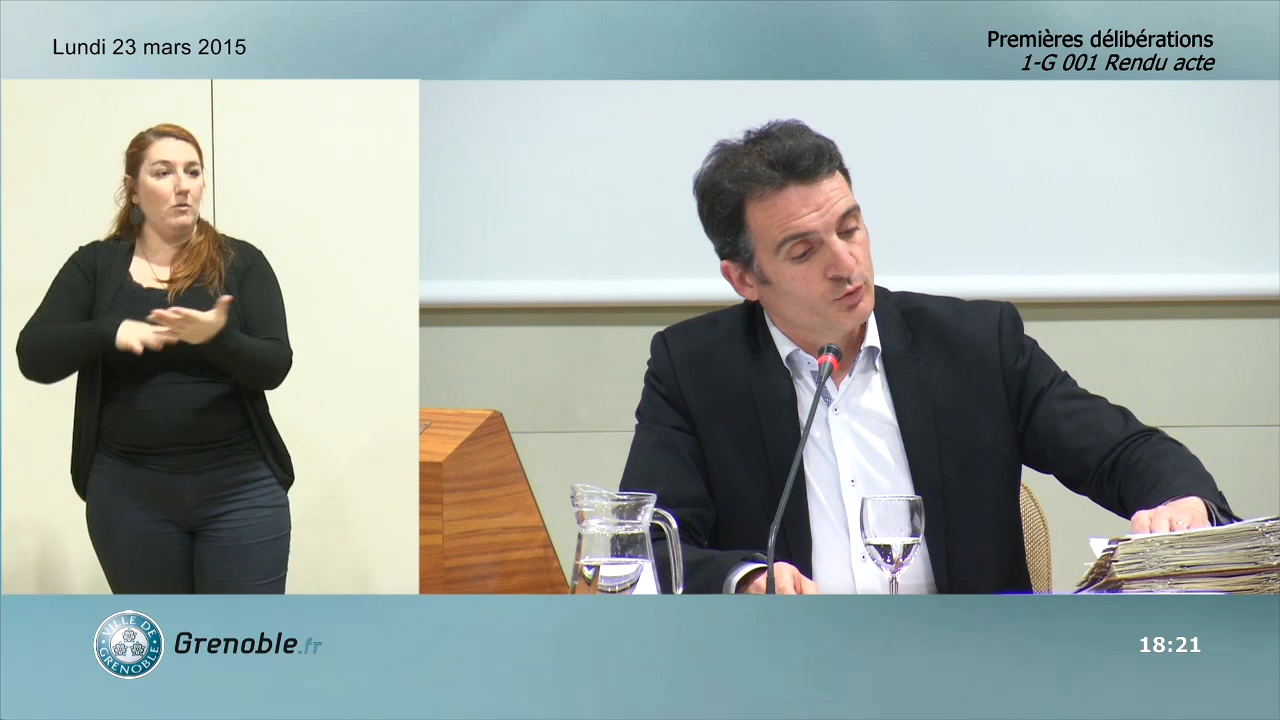 Lundi 23 mars 2015
Premières délibérations
1-G 001 Rendu acte
VILLE DE
GRENOBLE
Grenoble.fr
18:21